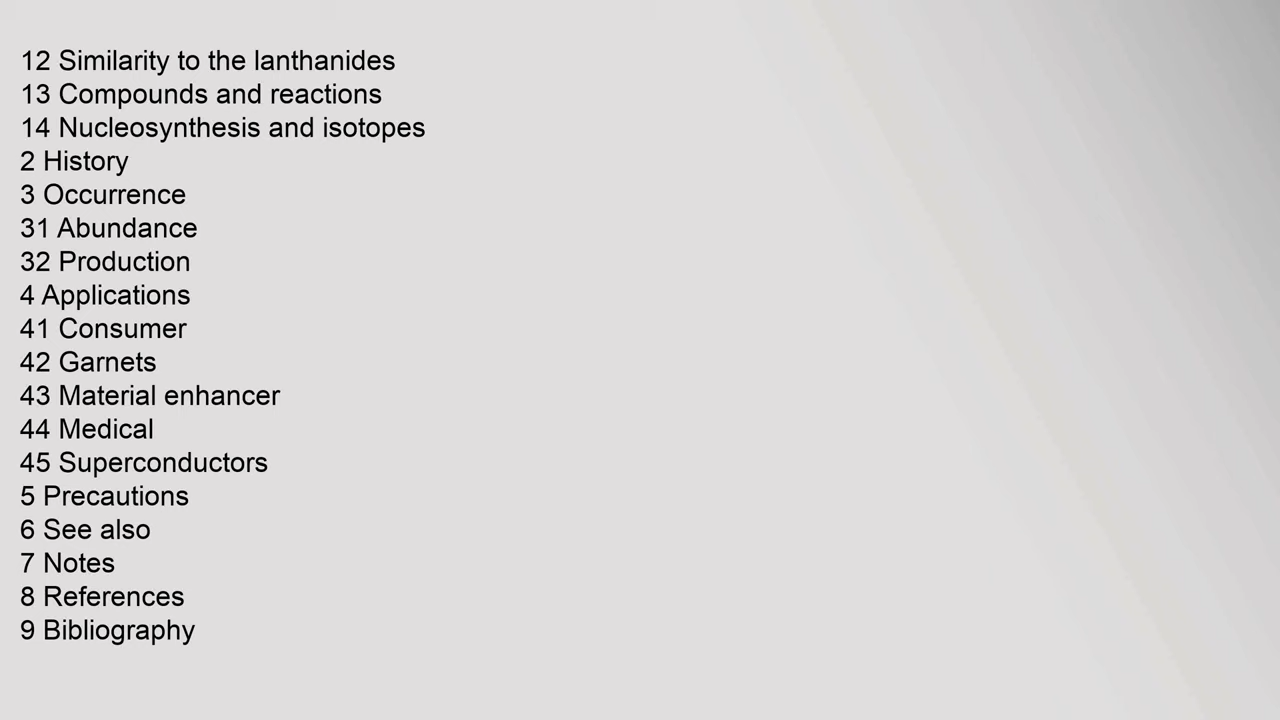 12 Similarity to the lanthanides
13 Compounds and reactions
14 Nucleosynthesis and isotopes
2 History
3 Occurrence
31 Abundance
32 Production
4 Applications
41 Consumer
42 Garnets
43 Material enhancer
44 Medical
45 Superconductors
5 Precautions
6 See also
7 Notes
8 References
9 Bibliography